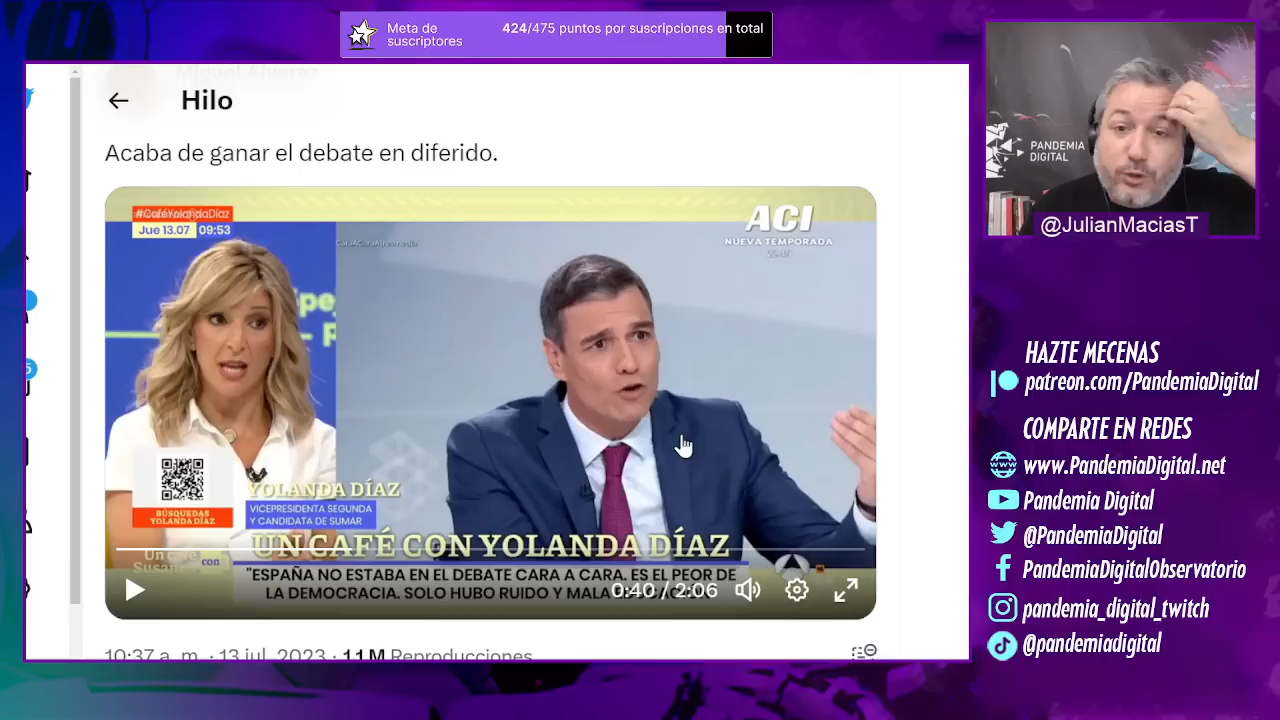 Meta de
suscriptores
424/475 puntos por suscripciones en total
Hilo
Acaba de ganar el debate en diferido.
#CaféYolandaDíaz
Jue 13.07 09:53
CaraACaraAtresmedia
ACI
NUEVA TEMPORADA
BÚSQUEDAS
YOLANDA DÍAZ
YOLANDA DÍAZ
VICEPRESIDENTA SEGUNDA
Y CANDIDATA DE SUMAR
UN CAFÉ CON YOLANDA DÍAZ
Un café
con
"ESPAÑA NO ESTABA EN EL DEBATE CARA A CARA. ES EL PEOR DE
LA DEMOCRACIA. SOLO HUBO RUIDO Y MALA
0:40 / 2:06
10:37 a. m. · 13 jul. 2023 · 11 M Reproducciones
PANDEMIA
DIGITAL
@JulianMaciasT
HAZTE MECENAS
patreon.com/PandemiaDigital
COMPARTE EN REDES
www.PandemiaDigital.net
Pandemia Digital
@PandemiaDigital
PandemiaDigitalObservatorio
pandemia_digital_twitch
@pandemiadigital